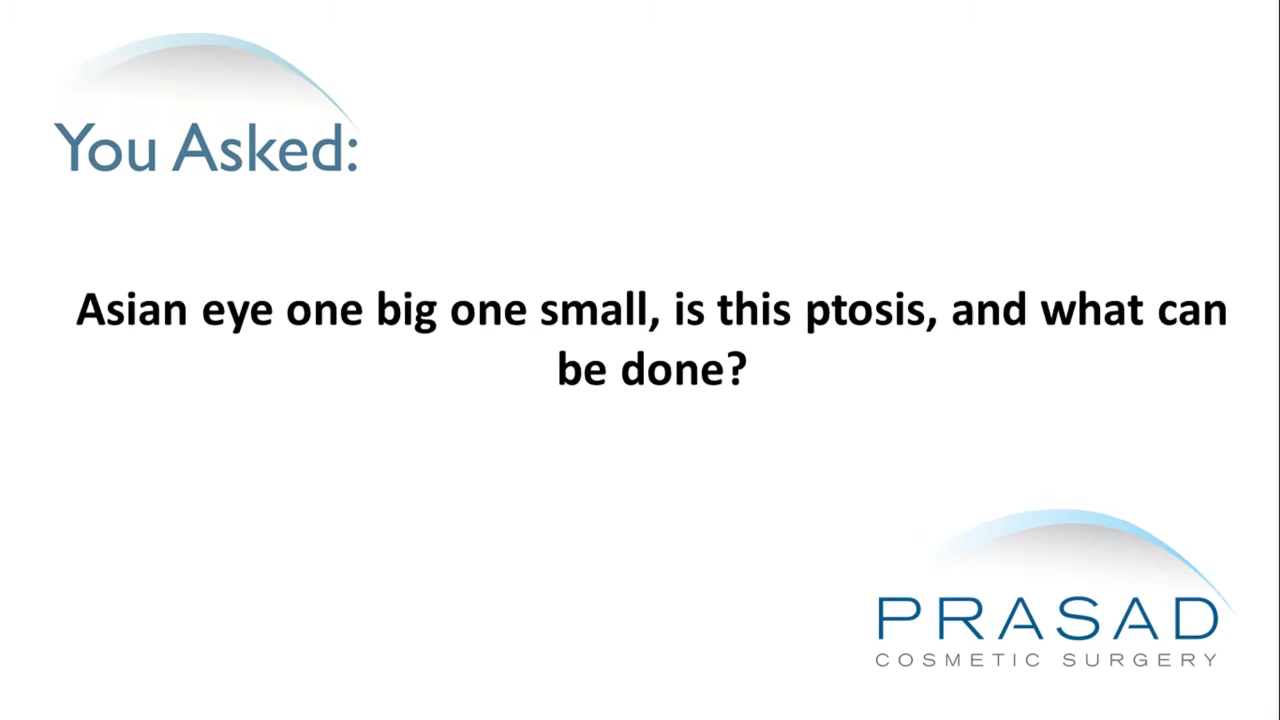 You Asked:
Asian eye one big one small, is this ptosis, and what can
be done?
PRASAD
COSMETIC SURGERY